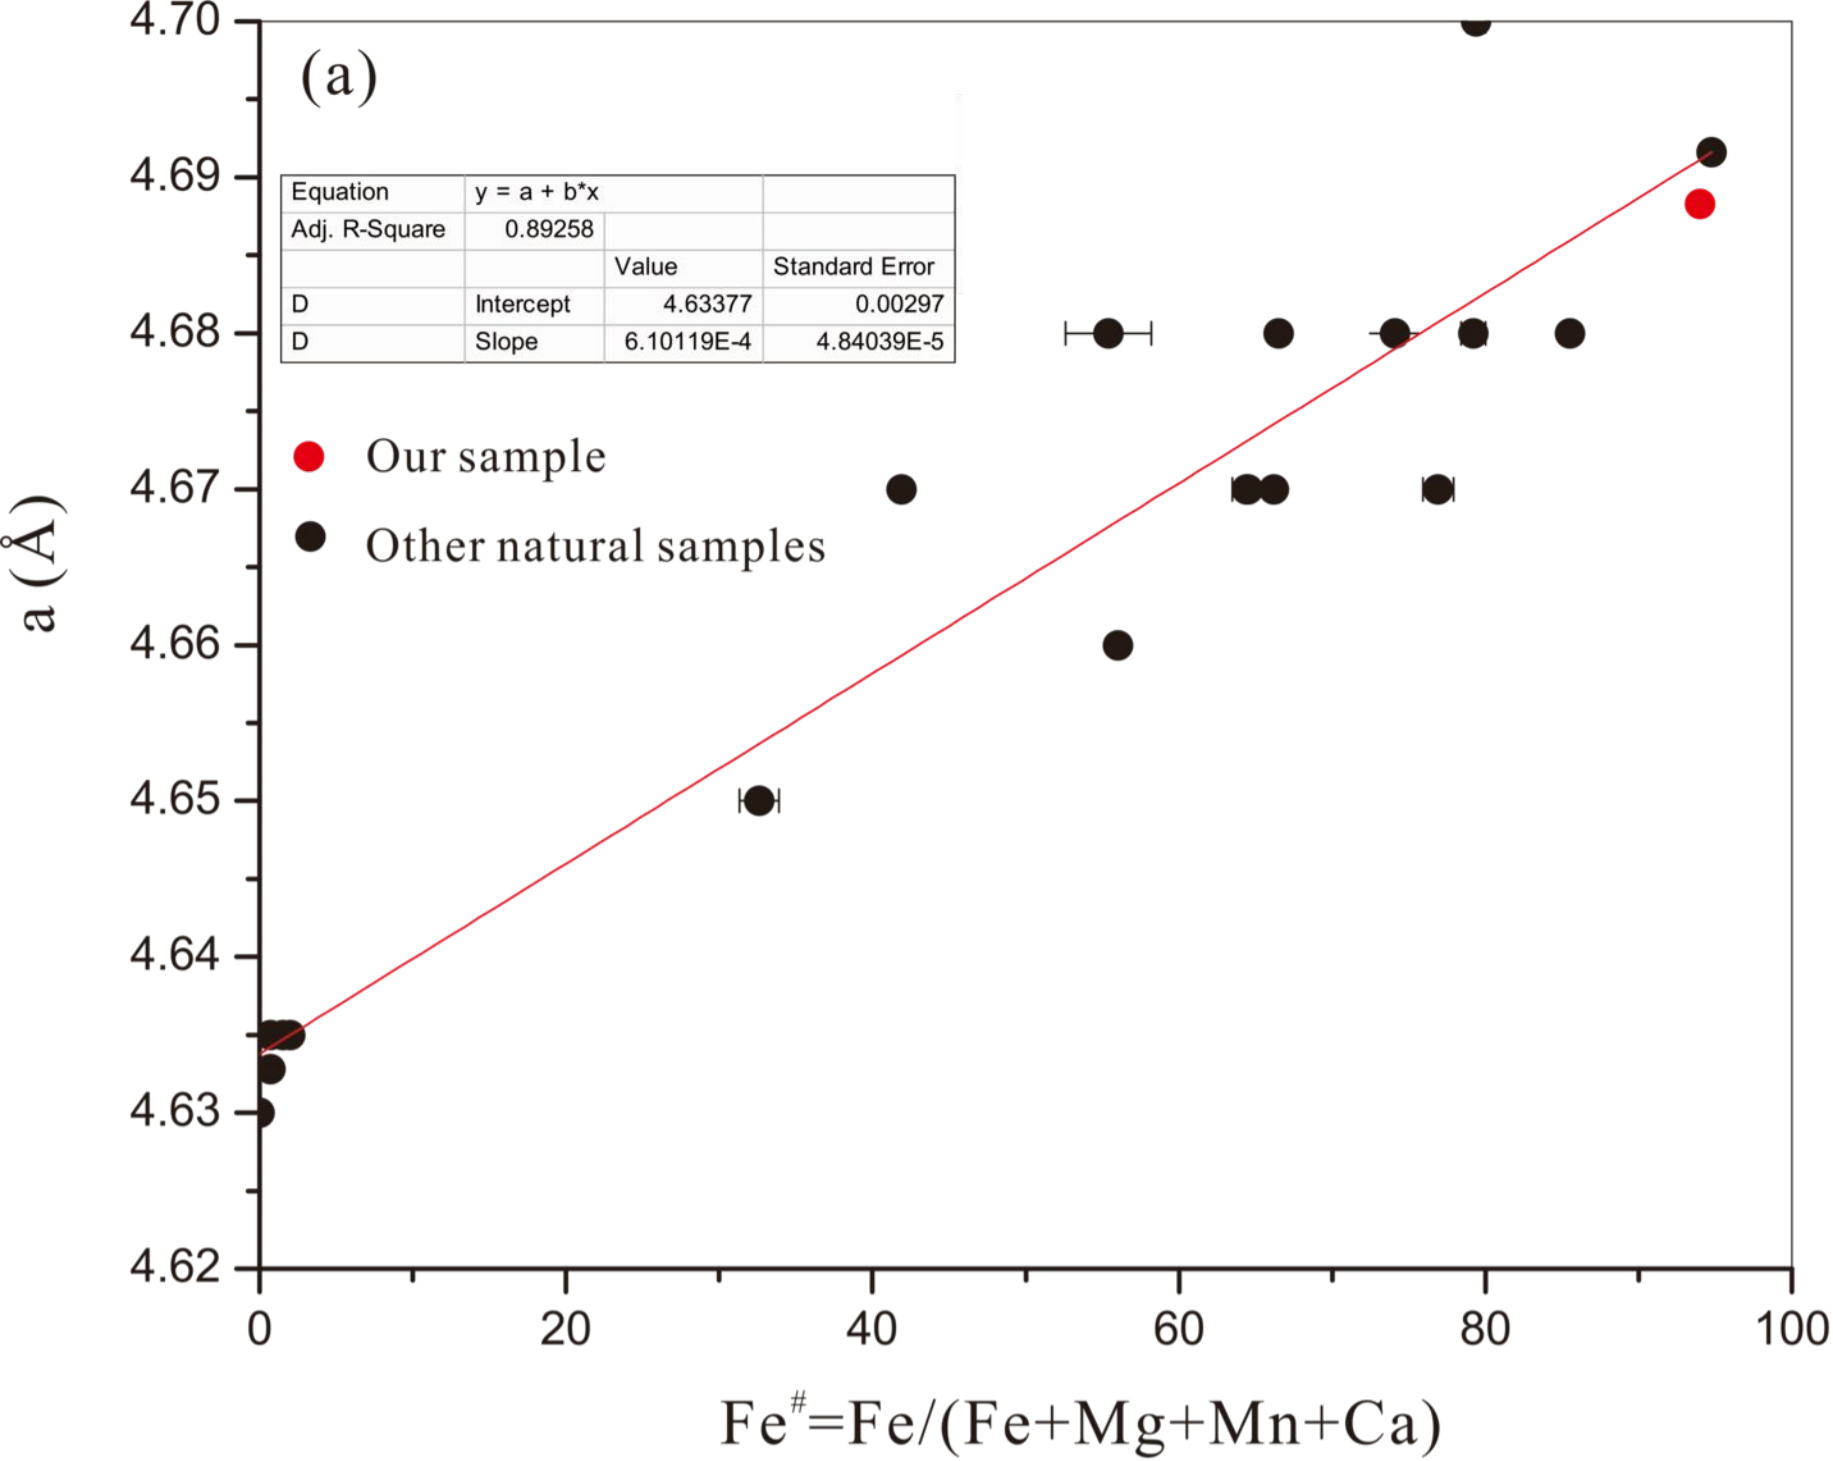 4.70
(a)
4.69
Equation y = a + b*x
Adj. R-Square 0.89258
Value Standard Error
D Intercept 4.63377 0.00297
D Slope 6.10119E-4 4.84039E-5
4.68
Our sample
4.67
Other natural samples
a (Å)
4.66
4.65
4.64
4.63
4.62
0 20 40 60 80 100
Fe#=Fe/(Fe+Mg+Mn+Ca)